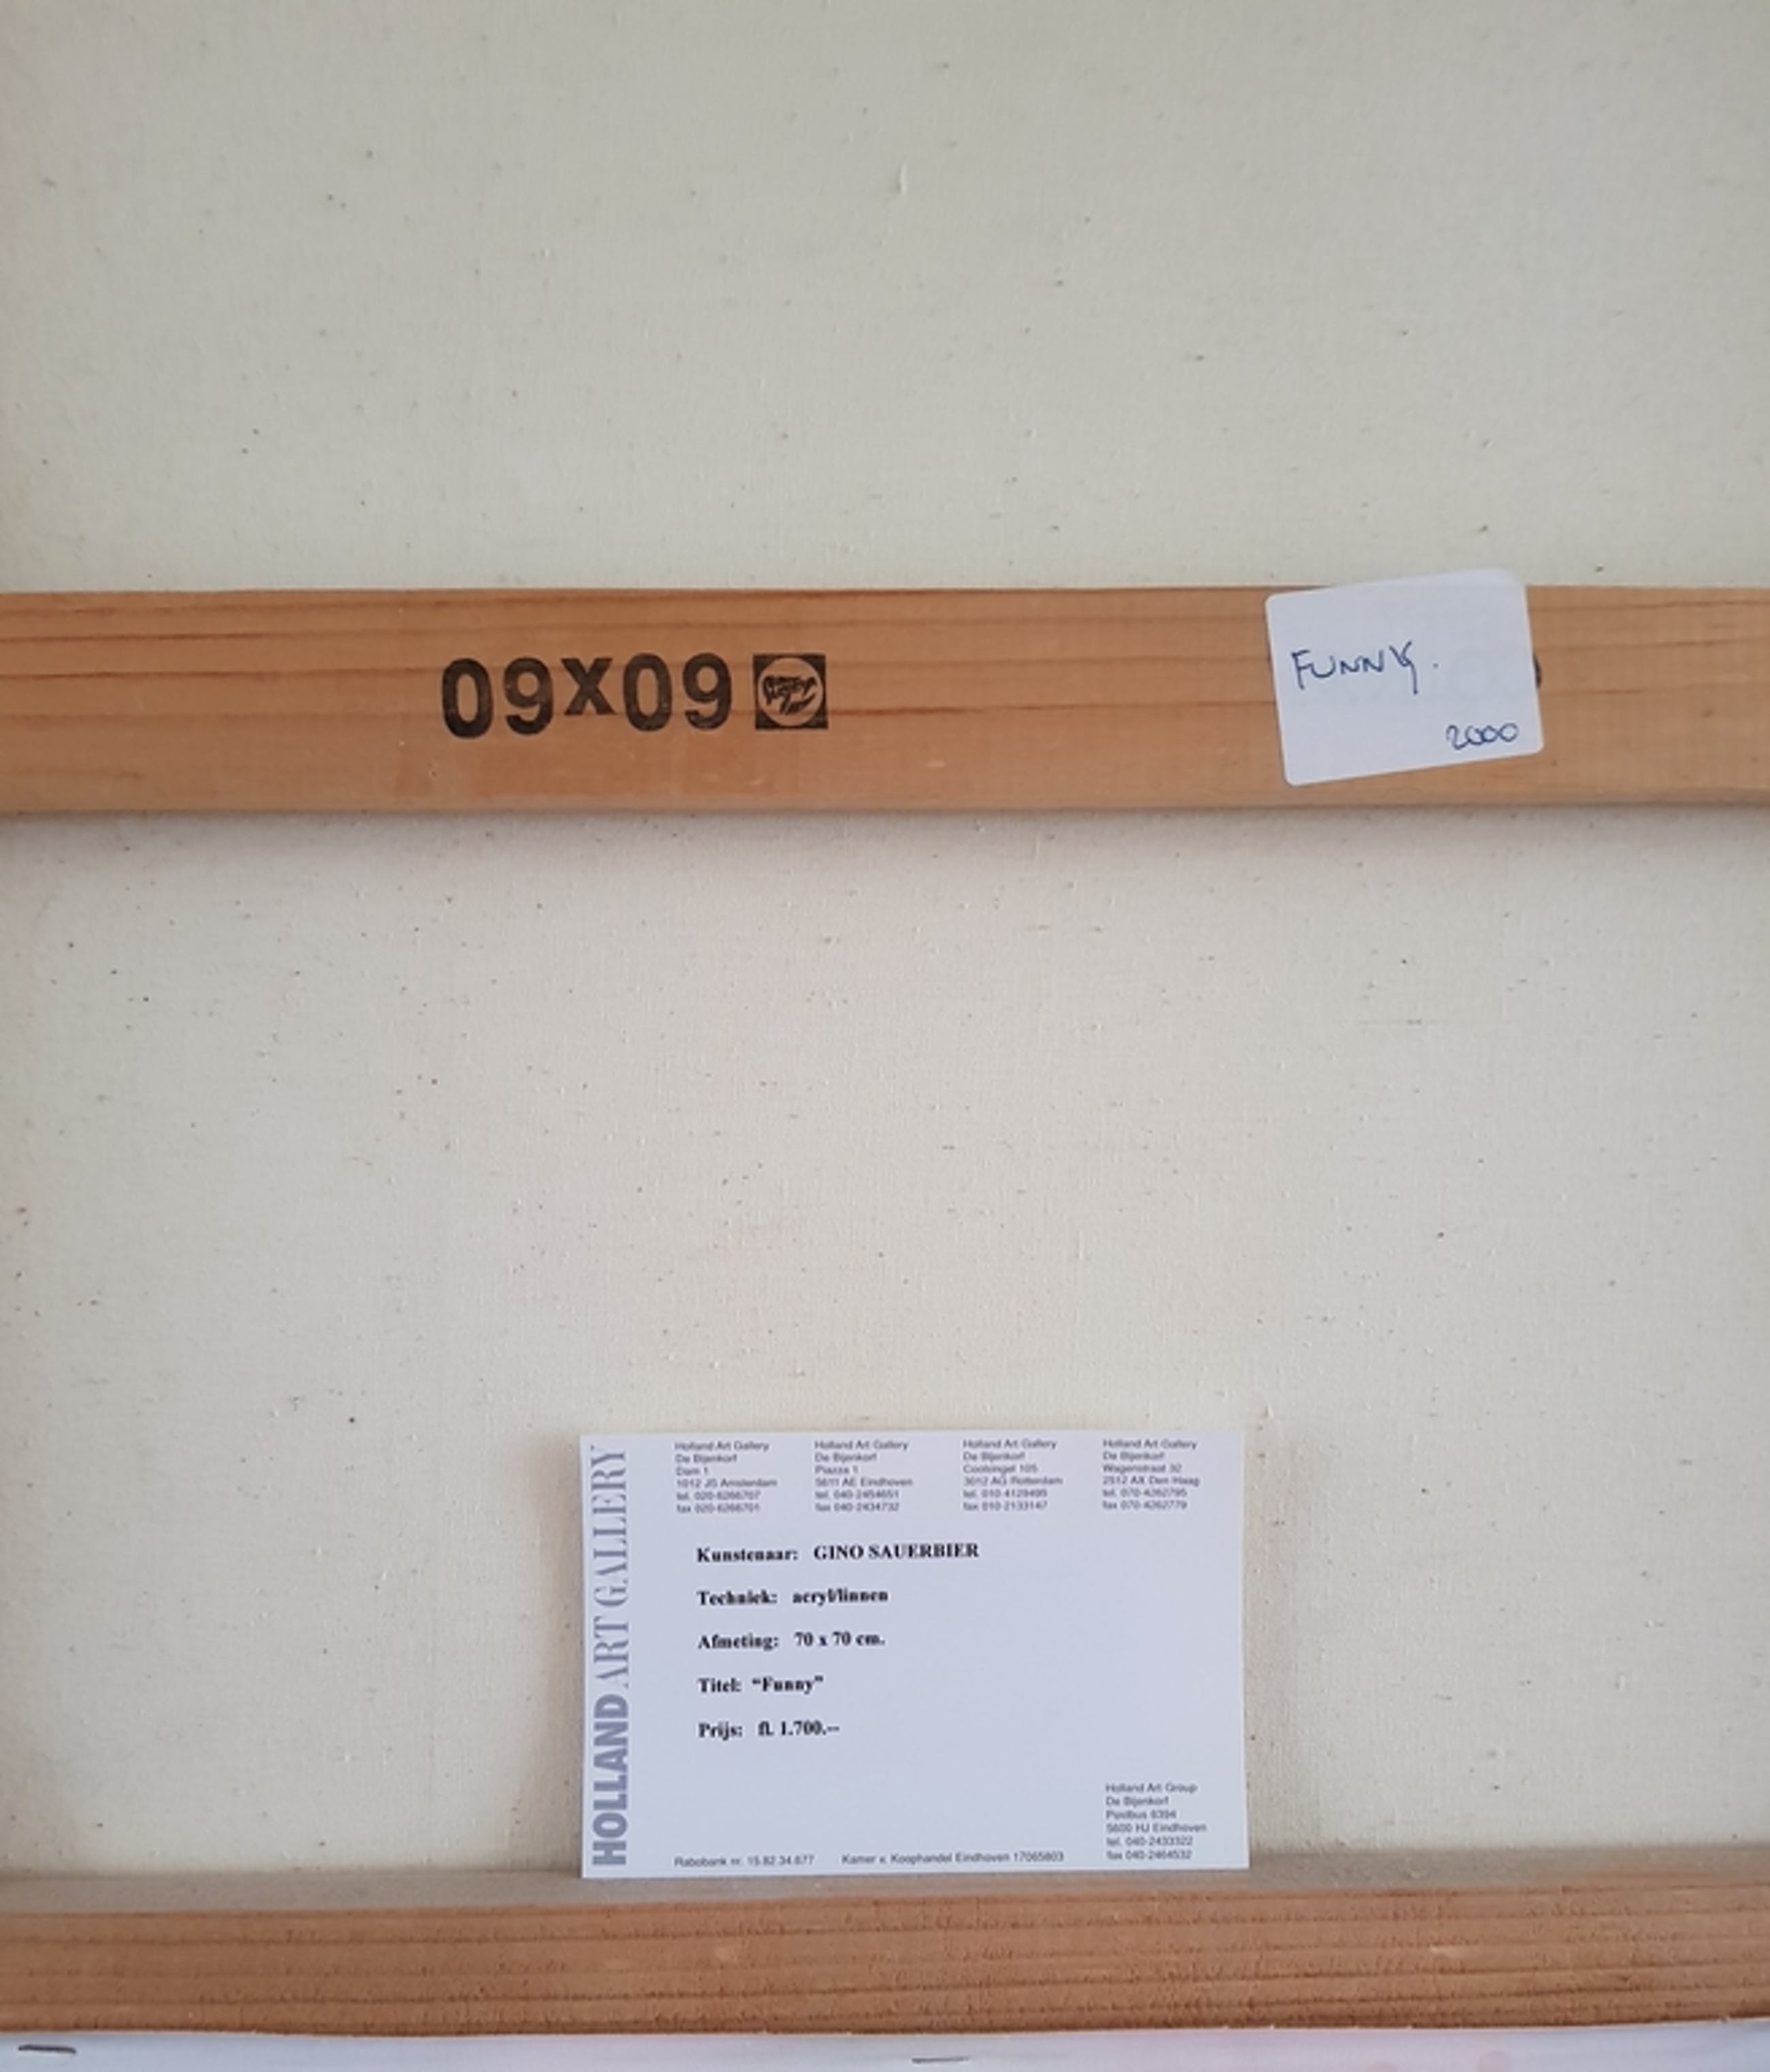 60X60
FUNNY.
2000
HOLLAND ART GALLERY
Holland Art Gallery
De Bijenkorf
Dam 1
1012 JS Amsterdam
tel. 020-6266707
fax 020-6266701
Holland Art Gallery
De Bijenkorf
Piazza 1
5611 AE Eindhoven
tel. 040-2454651
fax 040-2434732
Holland Art Gallery
De Bijenkorf
Coolsingel 105
3012 AG Rotterdam
tel. 010-4129495
fax 010-2133147
Holland Art Gallery
De Bijenkorf
Wagenstraat 32
2512 AX Den Haag
tel. 070-4262795
fax 070-4262779
Kunstenaar: GINO SAUERBIER
Techniek: acryl/linnen
Afmeting: 70 x 70 cm.
Titel: “Funny”
Prijs: fl. 1.700.--
Holland Art Group
De Bijenkorf
Postbus 6394
5600 HJ Eindhoven
tel. 040-2433322
fax 040-2464532
Rabobank nr. 15.82.34.677 Kamer v. Koophandel Eindhoven 17065803